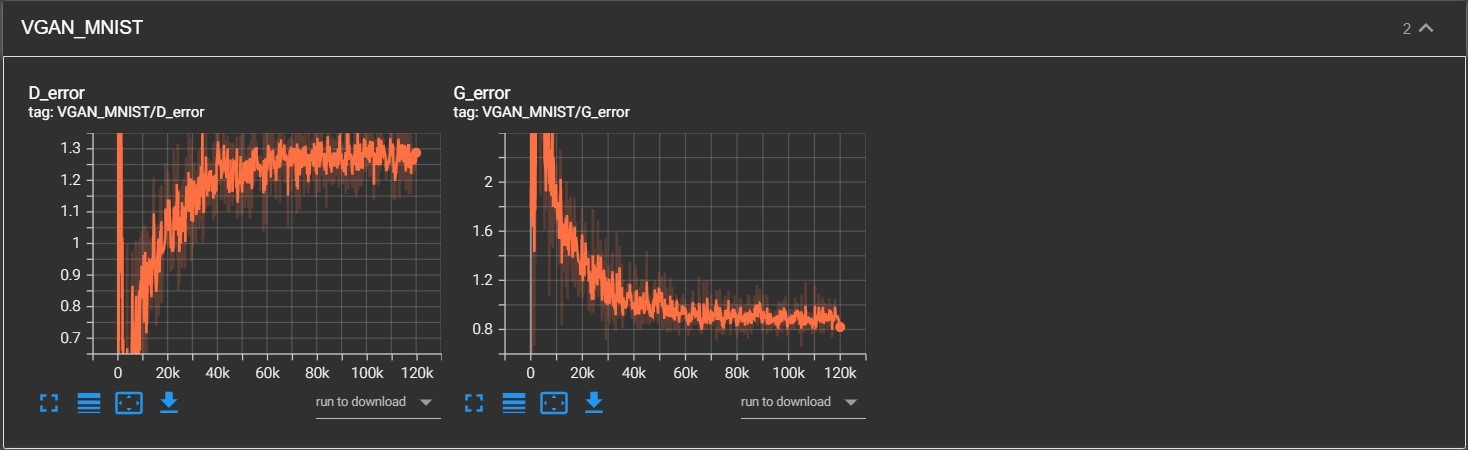 VGAN_MNIST
2
D_error
tag: VGAN_MNIST/D_error
1.3
1.2
1.1
1
0.9
0.8
0.7
0 20k 40k 60k 80k 100k 120k
run to download
G_error
tag: VGAN_MNIST/G_error
2
1.6
1.2
0.8
0 20k 40k 60k 80k 100k 120k
run to download